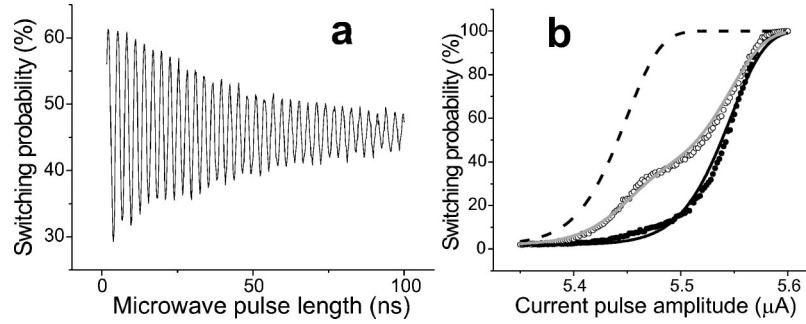 a
60
50
40
30
Switching probability (%)
0
50
100
Microwave pulse length (ns)
b
100
80
60
40
20
0
Switching probability (%)
5.4
5.5
5.6
Current pulse amplitude (μA)